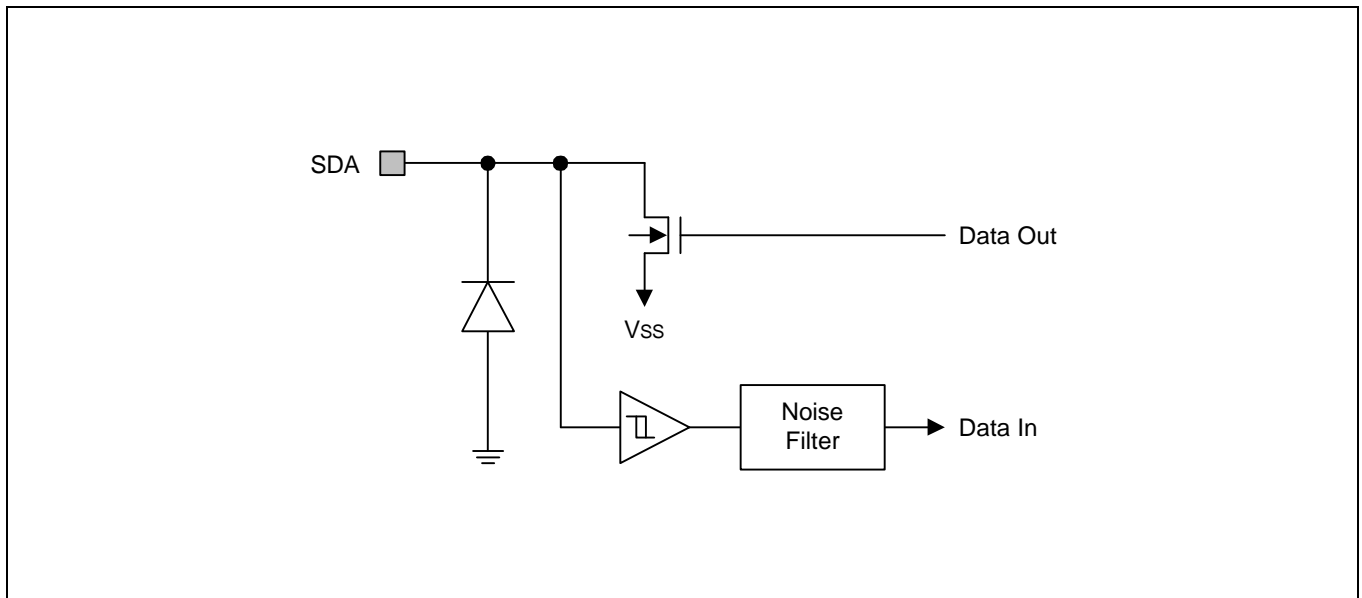 SDA
Data Out
VSS
Noise
Filter
Data In